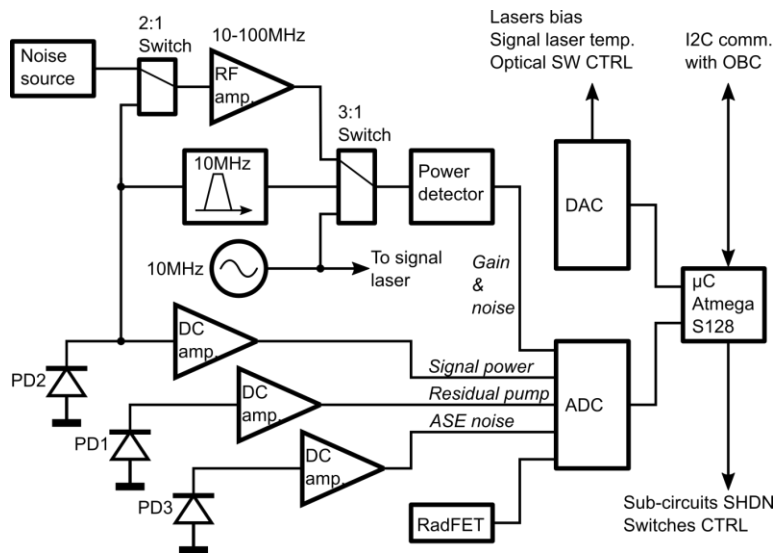 2:1
Switch
10-100MHz
Lasers bias
Signal laser temp.
Optical SW CTRL
I2C comm.
with OBC
Noise
source
RF
amp.
3:1
Switch
10MHz
Power
detector
DAC
10MHz
To signal
laser
Gain
&
noise
µC
Atmega
S128
DC
amp.
PD2
Signal power
DC
amp.
Residual pump
ADC
PD1
ASE noise
DC
amp.
PD3
RadFET
Sub-circuits SHDN
Switches CTRL